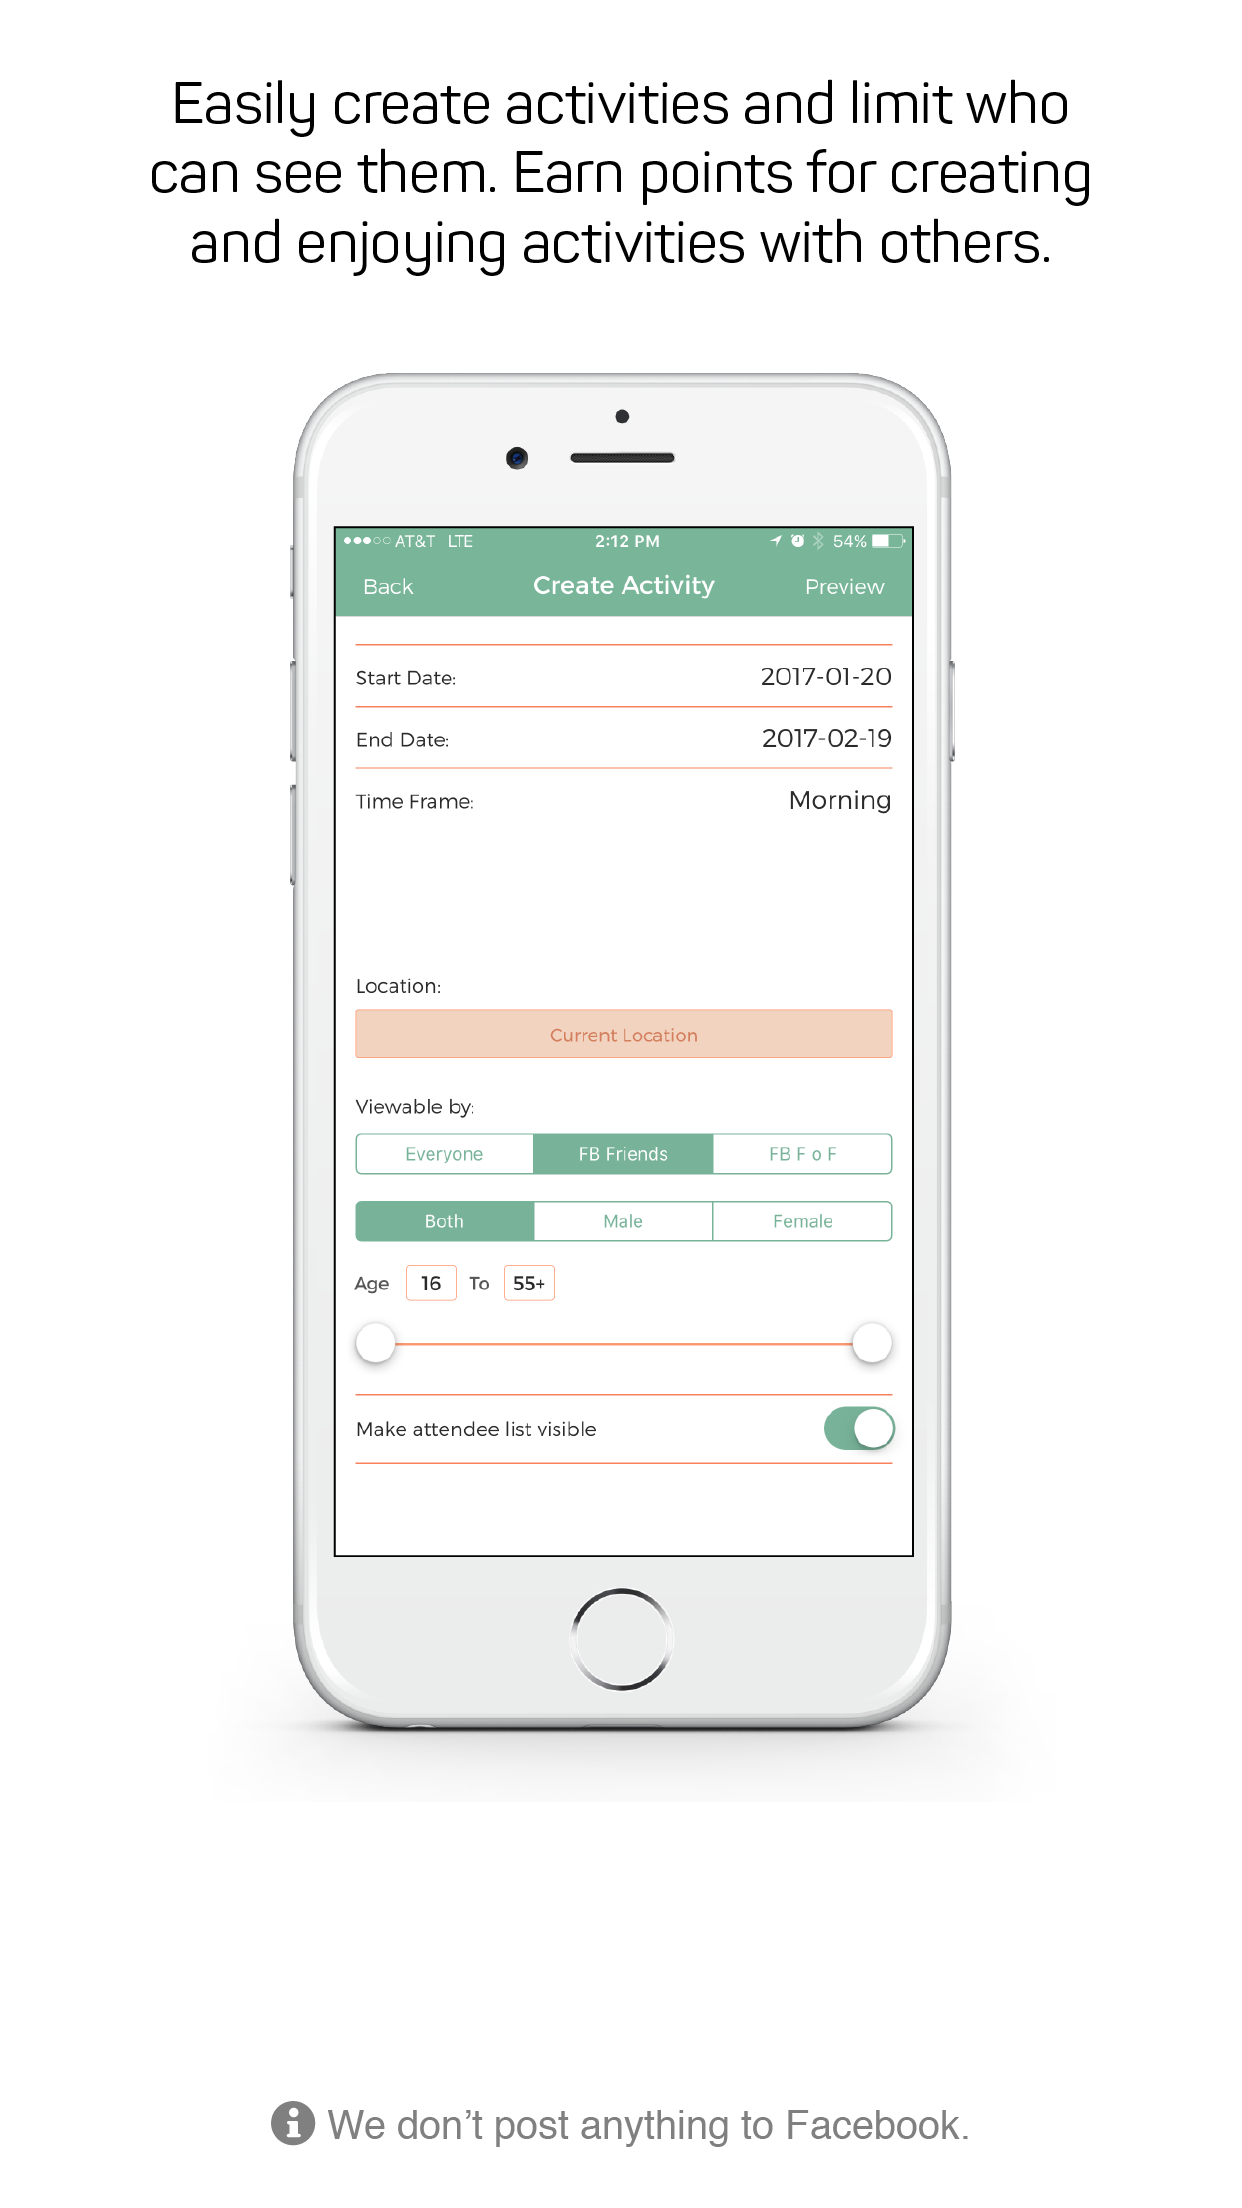 Easily create activities and limit who
can see them. Earn points for creating
and enjoying activities with others.
AT&T LTE 2:12 PM 54%
Back Create Activity Preview
Start Date: 2017-01-20
End Date: 2017-02-19
Time Frame: Morning
Location:
Current Location
Viewable by:
Everyone FB Friends FB F o F
Both Male Female
Age 16 To 55+
Make attendee list visible
We don't post anything to Facebook.